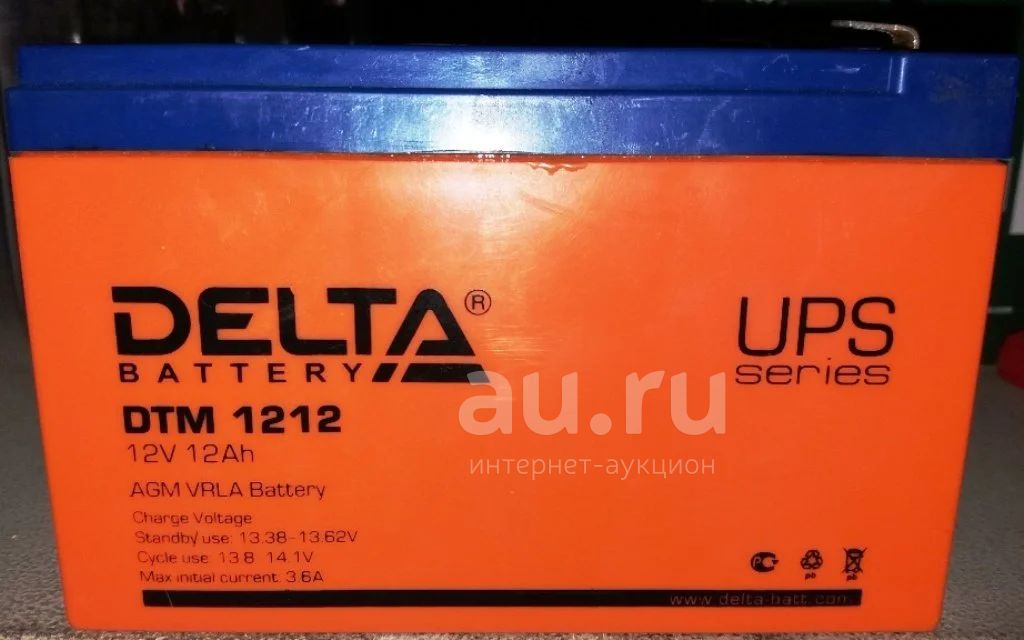 DELTA®
BATTERY
UPS
series
DTM 1212
12V 12Ah
AGM VRLA Battery
Charge Voltage
Standby use: 13.38-13.62V
Cycle use: 13.8 14.1V
Max initial current: 3.6A
au.ru
интернет-аукцион
pb
pb
www.delta-batt.com